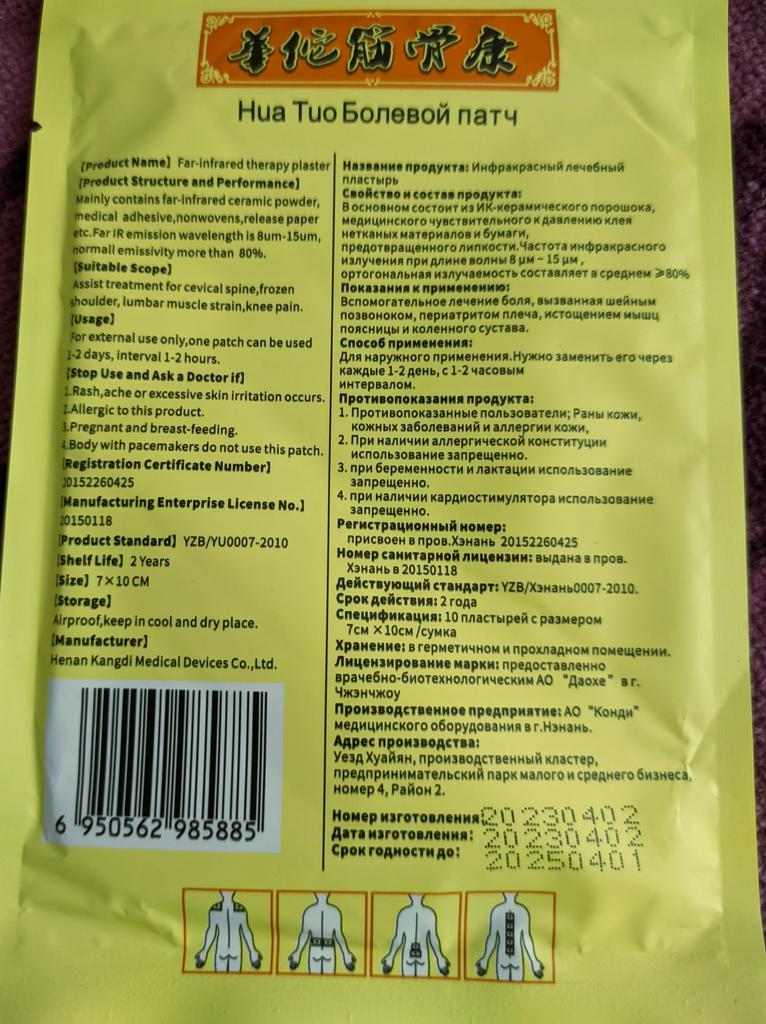 華佗筋骨康
Hua Tuo Болевой патч
[Product Name] Far-infrared therapy plaster
[Product Structure and Performance]
Mainly contains far-infrared ceramic powder,
medical adhesive,nonwovens,release paper
etc.Far IR emission wavelength is 8um-15um,
normall emissivity more than 80%.
[Suitable Scope]
Assist treatment for cevical spine,frozen
shoulder, lumbar muscle strain,knee pain.
[Usage]
For external use only,one patch can be used
1-2 days, interval 1-2 hours.
[Stop Use and Ask a Doctor if]
1.Rash,ache or excessive skin irritation occurs.
2.Allergic to this product.
3.Pregnant and breast-feeding.
4.Body with pacemakers do not use this patch.
[Registration Certificate Number]
20152260425
[Manufacturing Enterprise License No.]
20150118
[Product Standard] YZB/YU0007-2010
[Shelf Life] 2 Years
[Size] 7×10 CM
[Storage]
Airproof,keep in cool and dry place.
[Manufacturer]
Henan Kangdi Medical Devices Co.,Ltd.
6 950562 985885
Название продукта: Инфракрасный лечебный
пластырь
Свойство и состав продукта:
В основном состоит из ИК-керамического порошока,
медицинского чувствительного к давлению клея
нетканых материалов и бумаги,
предотвращенного липкости.Частота инфракрасного
излучения при длине волны 8 μм ~ 15 μм ,
ортогональная излучаемость составляет в среднем ≥80%
Показания к применению:
Вспомогательное лечение боля, вызванная шейным
позвоноком, периатритом плеча, истощением мышц
поясницы и коленного сустава.
Способ применения:
Для наружного применения.Нужно заменить его через
каждые 1-2 день, с 1-2 часовым
интервалом.
Противопоказания продукта:
1. Противопоказанные пользователи; Раны кожи,
кожных заболеваний и аллергии кожи,
2. При наличии аллергической конституции
использование запрещенно.
3. при беременности и лактации использование
запрещенно.
4. при наличии кардиостимулятора использование
запрещенно.
Регистрационный номер:
присвоен в пров.Хэнань 20152260425
Номер санитарной лицензии: выдана в пров.
Хэнань в 20150118
Действующий стандарт: YZB/Хэнань0007-2010.
Срок действия: 2 года
Спецификация: 10 пластырей с размером
7см ×10см /сумка
Хранение: в герметичном и прохладном помещении.
Лицензирование марки: предоставленно
врачебно-биотехнологическим АО “Даохе” в г.
Чжэнчжоу
Производственное предприятие: АО “Конди”
медицинского оборудования в г.Нэнань.
Адрес производства:
Уезд Хуайян, производственный кластер,
предпринимательский парк малого и среднего бизнеса,
номер 4, Район 2.
Номер изготовления: 20230402
Дата изготовления: 20230402
Срок годности до: 20250401